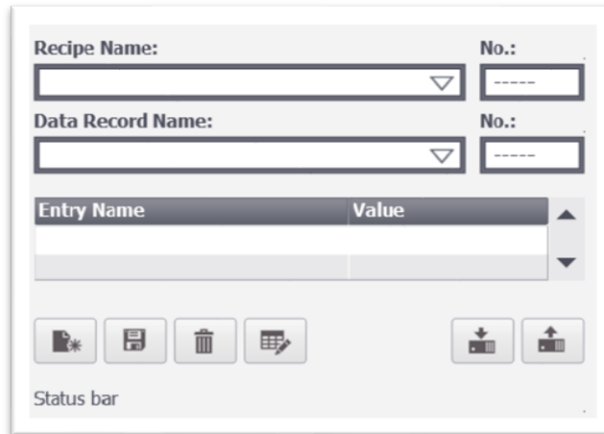 Recipe Name: No.:
-----
Data Record Name: No.:
-----
Entry Name Value
Status bar